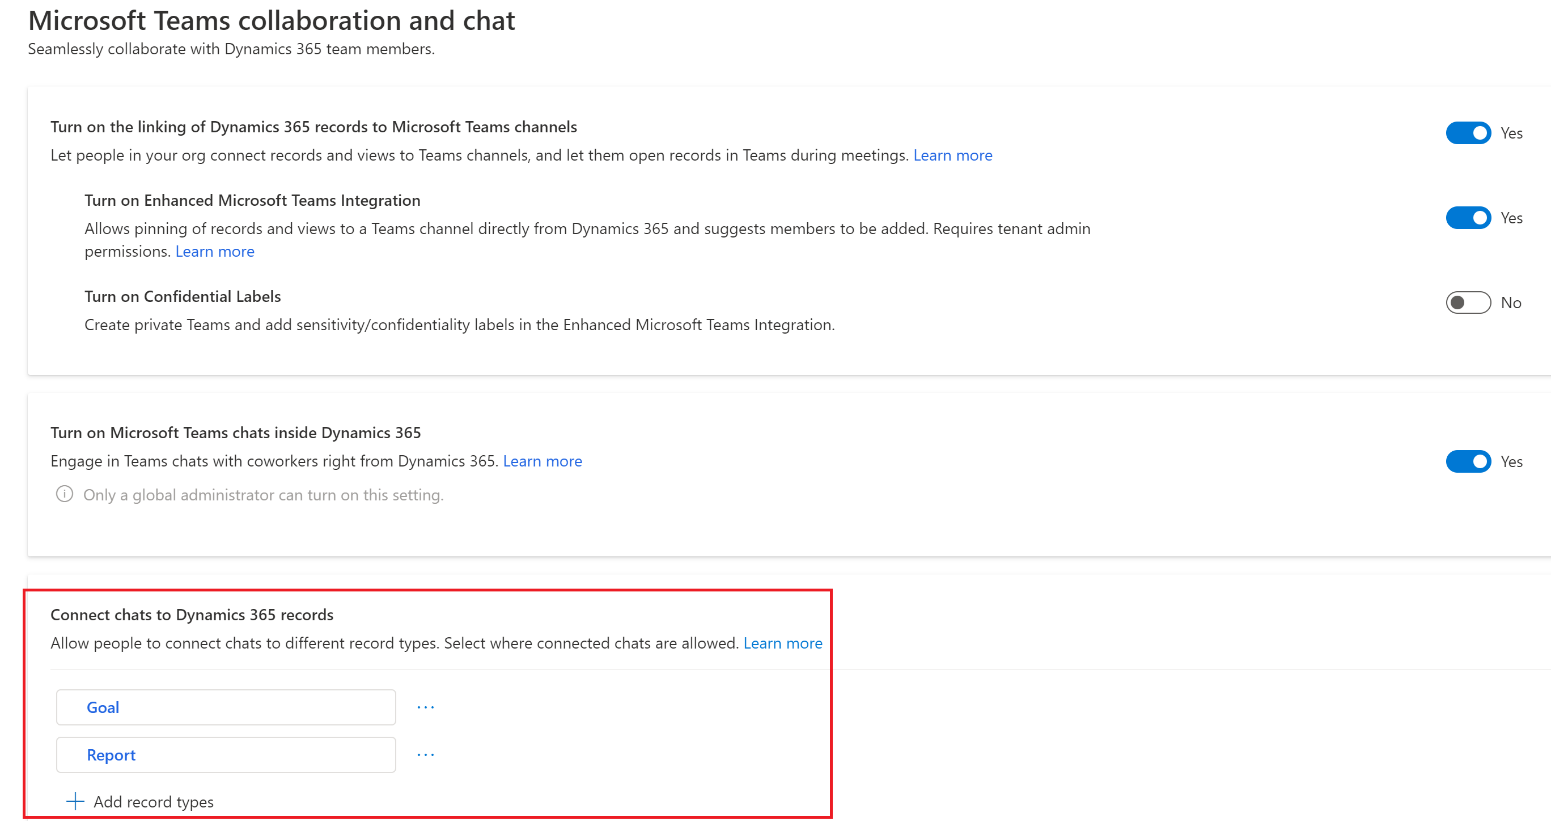 Microsoft Teams collaboration and chat
Seamlessly collaborate with Dynamics 365 team members.
Turn on the linking of Dynamics 365 records to Microsoft Teams channels
Yes
Let people in your org connect records and views to Teams channels, and let them open records in Teams during meetings. Learn more
Turn on Enhanced Microsoft Teams Integration
Yes
Allows pinning of records and views to a Teams channel directly from Dynamics 365 and suggests members to be added. Requires tenant admin
permissions. Learn more
Turn on Confidential Labels
No
Create private Teams and add sensitivity/confidentiality labels in the Enhanced Microsoft Teams Integration.
Turn on Microsoft Teams chats inside Dynamics 365
Engage in Teams chats with coworkers right from Dynamics 365. Learn more
Yes
Only a global administrator can turn on this setting.
Connect chats to Dynamics 365 records
Allow people to connect chats to different record types. Select where connected chats are allowed. Learn more
Goal
Report
Add record types